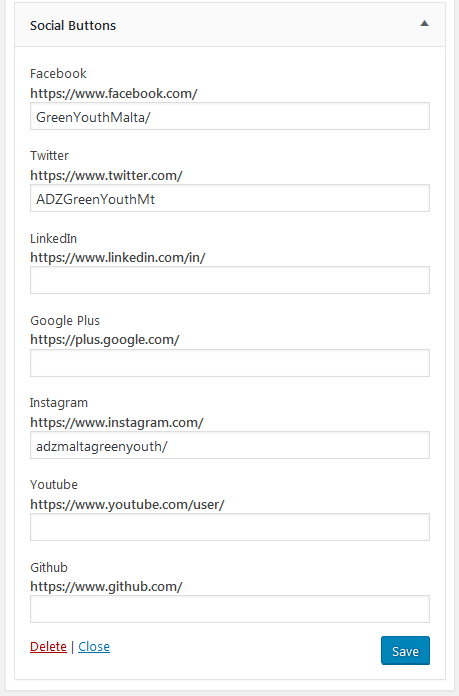 Social Buttons
Facebook
https://www.facebook.com/
GreenYouthMalta/
Twitter
https://www.twitter.com/
ADZGreenYouthMt
LinkedIn
https://www.linkedin.com/in/
Google Plus
https://plus.google.com/
Instagram
https://www.instagram.com/
adzmaltagreenyouth/
Youtube
https://www.youtube.com/user/
Github
https://www.github.com/
Delete | Close Save